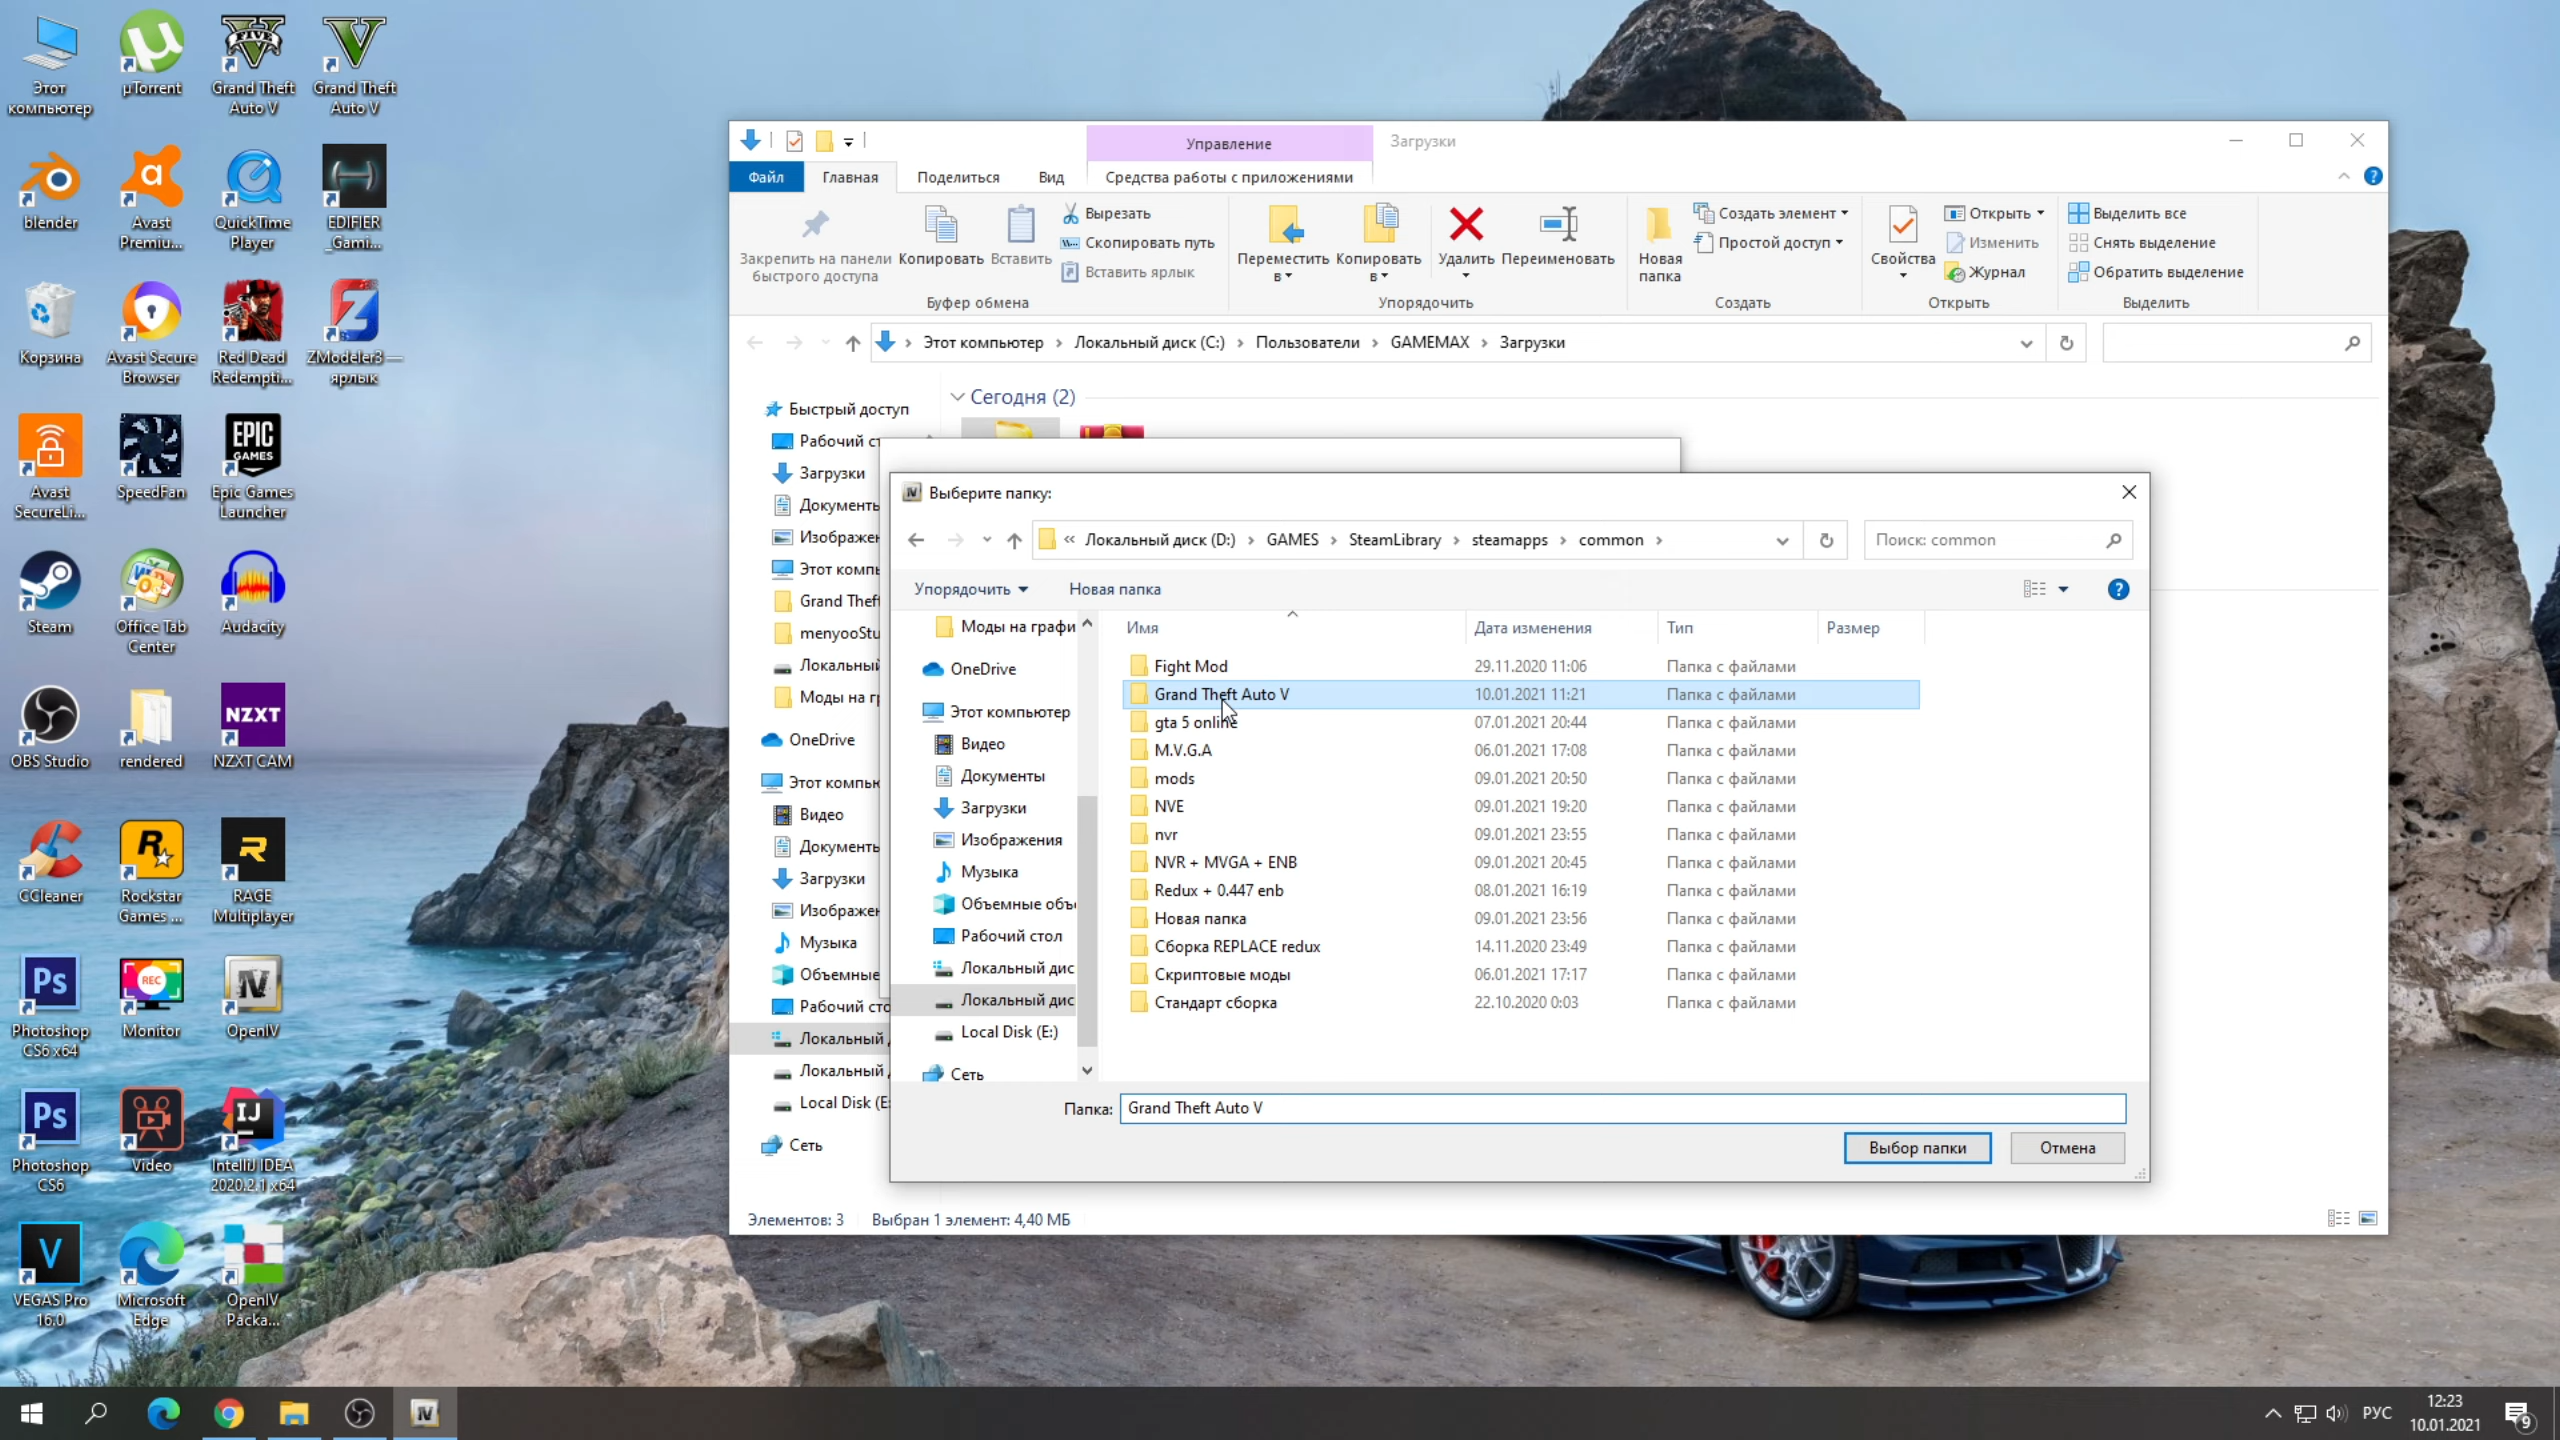 Этот
компьютер
µTorrent
Grand Theft
Auto V
Grand Theft
Auto V
blender
Avast
Premiu...
QuickTime
Player
EDIFIER
_Gami...
Корзина
Avast Secure
Browser
Red Dead
Redempti...
ZModeler3 —
ярлык
Avast
SecureLi...
SpeedFan
EPIC
GAMES
Epic Games
Launcher
Steam
Office Tab
Center
Audacity
OBS Studio
rendered
NZXT
NZXT CAM
CCleaner
Rockstar
Games ...
RAGE
Multiplayer
Ps
Photoshop
CS6 x64
REC
Monitor
IV
OpenIV
Ps
Photoshop
CS6
Video
IJ
IntelliJ IDEA
2020.2.1 x64
V
VEGAS Pro
16.0
Microsoft
Edge
OpenIV
Packa...
Управление
Загрузки
Файл
Главная
Поделиться
Вид
Средства работы с приложениями
Закрепить на панели
быстрого доступа
Копировать
Вставить
Вырезать
Скопировать путь
Вставить ярлык
Буфер обмена
Переместить
в
Копировать
в
Удалить
Переименовать
Упорядочить
Новая
папка
Создать элемент
Простой доступ
Создать
Свойства
Открыть
Изменить
Журнал
Открыть
Выделить все
Снять выделение
Обратить выделение
Выделить
Этот компьютер › Локальный диск (C:) › Пользователи › GAMEMAX › Загрузки
Сегодня (2)
Быстрый доступ
Рабочий ст
Загрузки
Документы
Изображен
Этот компь
Grand Theft
menyooStu
Локальный
Моды на гр
OneDrive
Этот компью
Видео
Документы
Загрузки
Изображен
Музыка
Объемные
Рабочий сто
Локальный
Локальный
Local Disk (E:
Сеть
Элементов: 3
Выбран 1 элемент: 4,40 МБ
Выберите папку:
« Локальный диск (D:) › GAMES › SteamLibrary › steamapps › common ›
Поиск: common
Упорядочить
Новая папка
Моды на графи
OneDrive
Этот компьютер
Видео
Документы
Загрузки
Изображения
Музыка
Объемные объ
Рабочий стол
Локальный дис
Локальный дис
Local Disk (E:)
Сеть
Имя Дата изменения Тип Размер
Fight Mod 29.11.2020 11:06 Папка с файлами
Grand Theft Auto V 10.01.2021 11:21 Папка с файлами
gta 5 online 07.01.2021 20:44 Папка с файлами
M.V.G.A 06.01.2021 17:08 Папка с файлами
mods 09.01.2021 20:50 Папка с файлами
NVE 09.01.2021 19:20 Папка с файлами
nvr 09.01.2021 23:55 Папка с файлами
NVR + MVGA + ENB 09.01.2021 20:45 Папка с файлами
Redux + 0.447 enb 08.01.2021 16:19 Папка с файлами
Новая папка 09.01.2021 23:56 Папка с файлами
Сборка REPLACE redux 14.11.2020 23:49 Папка с файлами
Скриптовые моды 06.01.2021 17:17 Папка с файлами
Стандарт сборка 22.10.2020 0:03 Папка с файлами
Папка: Grand Theft Auto V
Выбор папки
Отмена
РУС
12:23
10.01.2021
9